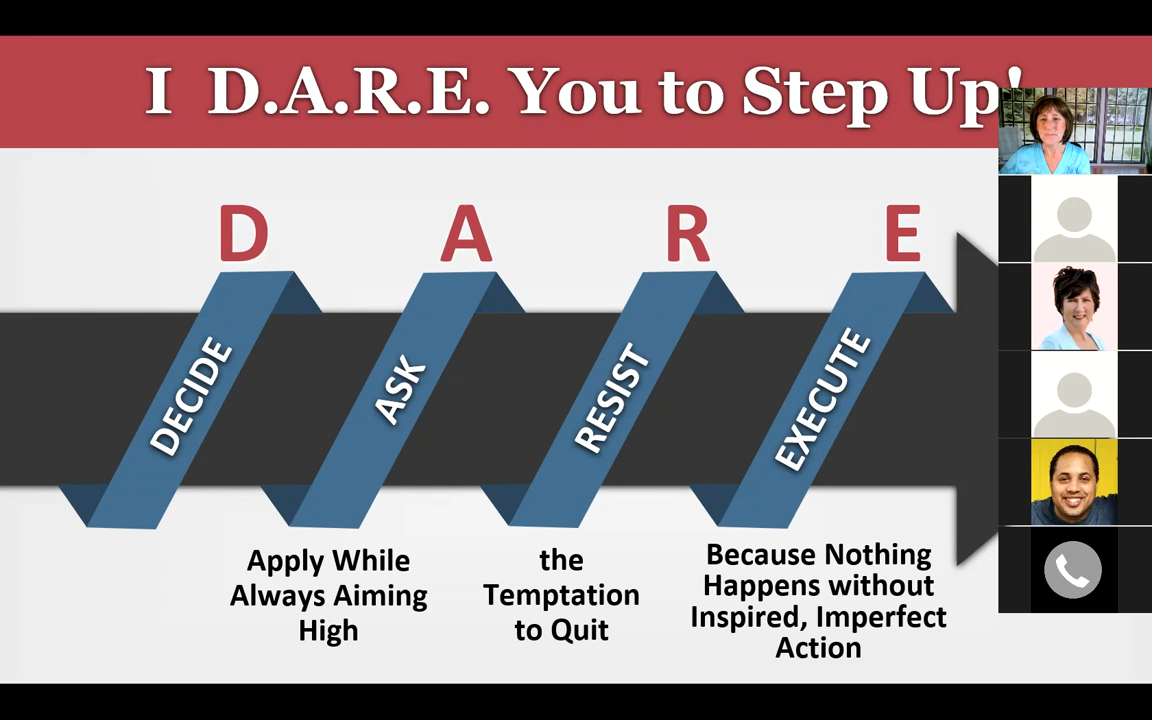 I D.A.R.E. You to Step Up!
D A R E
DECIDE
ASK
RESIST
EXECUTE
Apply While
Always Aiming
High
the
Temptation
to Quit
Because Nothing
Happens without
Inspired, Imperfect
Action